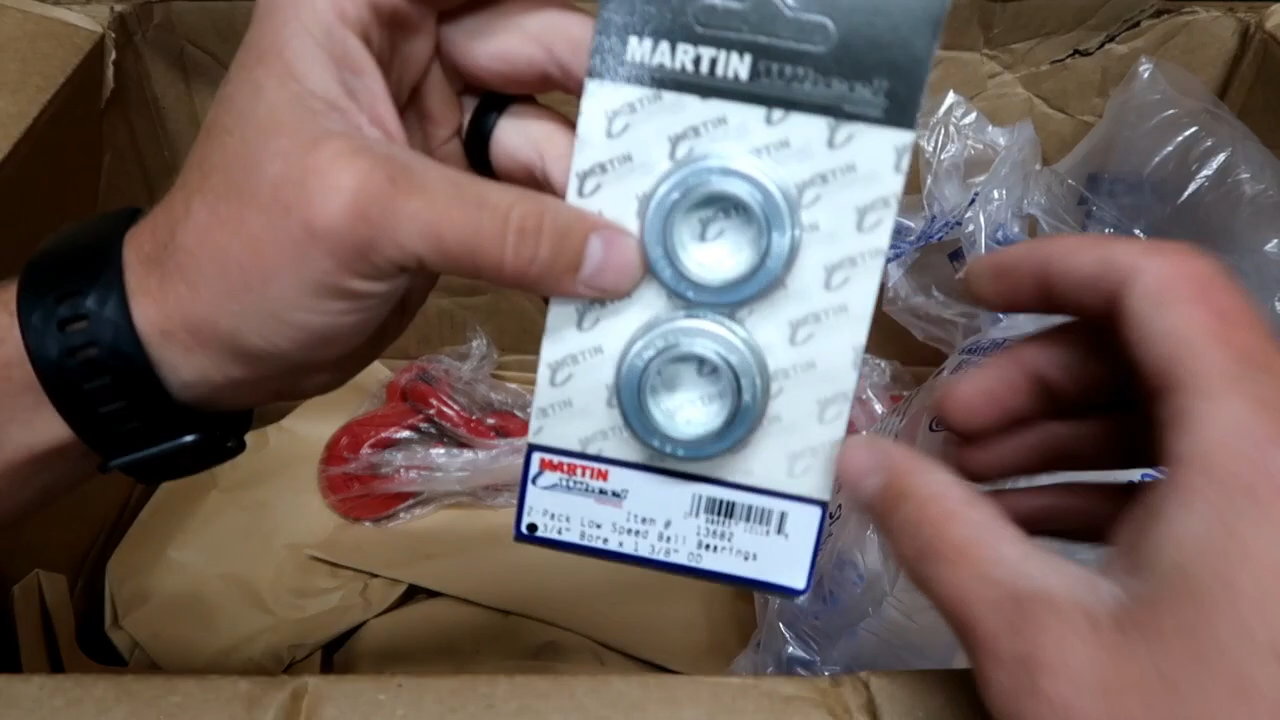 MARTIN
MARTIN
Item # 13682
2-Pack Low Speed Ball Bearings
3/4" Bore x 1 3/8" OD